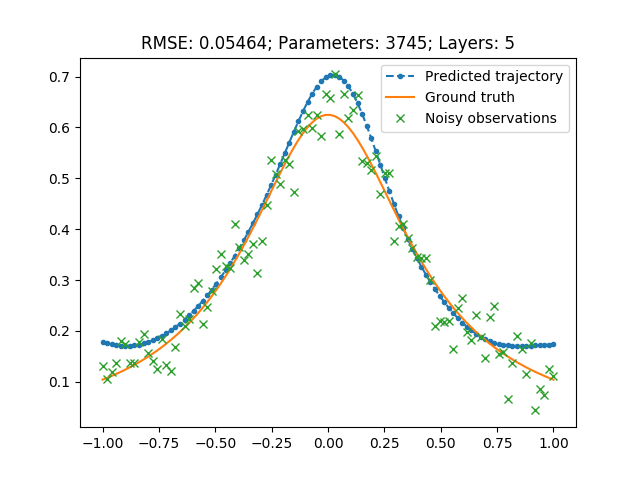 RMSE: 0.05464; Parameters: 3745; Layers: 5
Predicted trajectory
Ground truth
Noisy observations
0.7
0.6
0.5
0.4
0.3
0.2
0.1
−1.00 −0.75 −0.50 −0.25 0.00 0.25 0.50 0.75 1.00